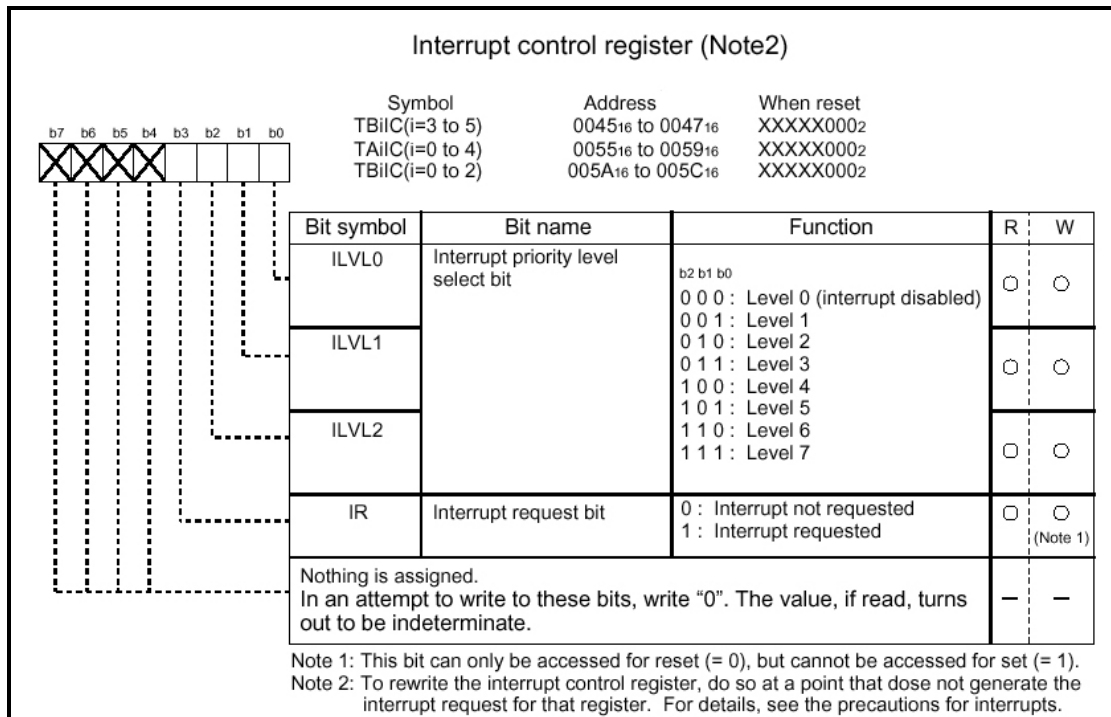 Interrupt control register (Note2)
Symbol Address When reset
TBiIC(i=3 to 5) 004516 to 004716 XXXXX0002
TAiIC(i=0 to 4) 005516 to 005916 XXXXX0002
TBiIC(i=0 to 2) 005A16 to 005C16 XXXXX0002
b7 b6 b5 b4 b3 b2 b1 b0
Bit symbol Bit name Function R W
ILVL0 Interrupt priority level
select bit
b2 b1 b0
0 0 0 : Level 0 (interrupt disabled)
0 0 1 : Level 1
ILVL1 0 1 0 : Level 2
0 1 1 : Level 3
1 0 0 : Level 4
1 0 1 : Level 5
ILVL2 1 1 0 : Level 6
1 1 1 : Level 7
IR Interrupt request bit 0 : Interrupt not requested
1 : Interrupt requested
(Note 1)
Nothing is assigned.
In an attempt to write to these bits, write “0”. The value, if read, turns
out to be indeterminate.
Note 1: This bit can only be accessed for reset (= 0), but cannot be accessed for set (= 1).
Note 2: To rewrite the interrupt control register, do so at a point that dose not generate the
interrupt request for that register. For details, see the precautions for interrupts.